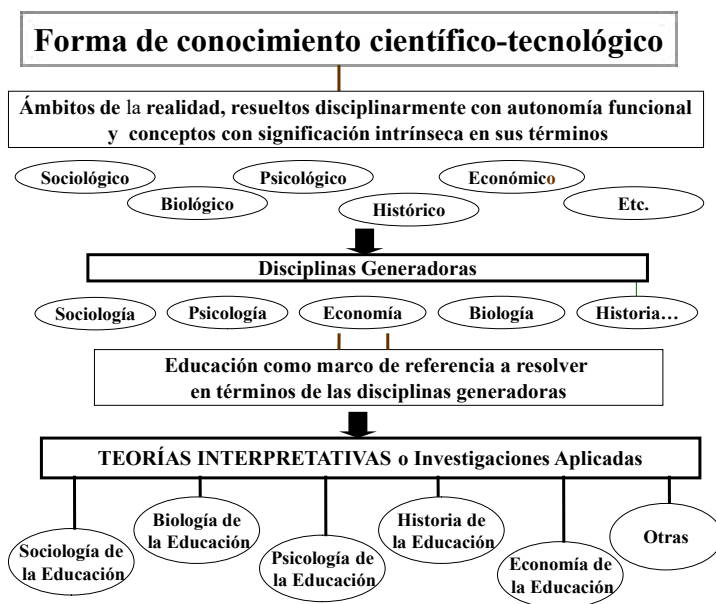 Forma de conocimiento científico-tecnológico
Ámbitos de la realidad, resueltos disciplinarmente con autonomía funcional
y conceptos con significación intrínseca en sus términos
Sociológico
Biológico
Psicológico
Histórico
Económico
Etc.
Disciplinas Generadoras
Sociología
Psicología
Economía
Biología
Historia…
Educación como marco de referencia a resolver
en términos de las disciplinas generadoras
TEORÍAS INTERPRETATIVAS o Investigaciones Aplicadas
Sociología de
la Educación
Biología de
la Educación
Psicología de
la Educación
Historia de
la Educación
Economía de
la Educación
Otras